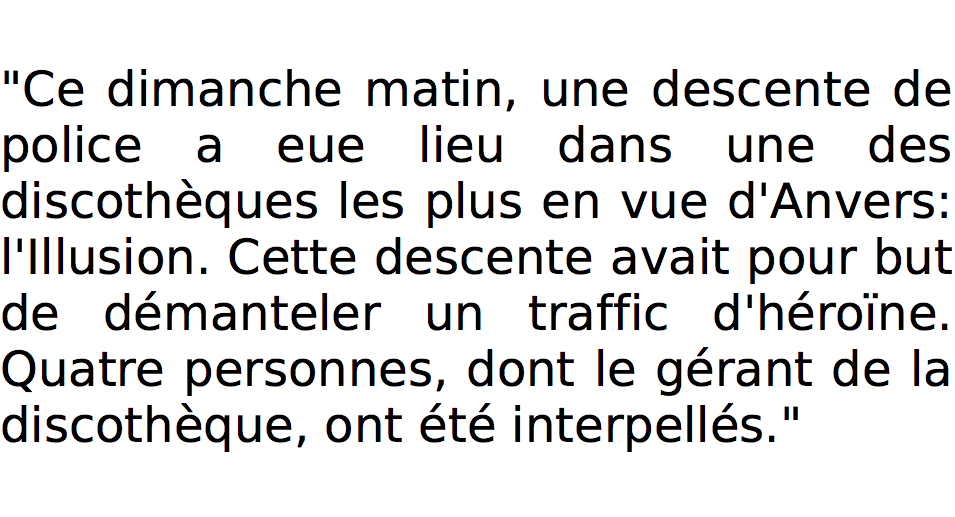 "Ce dimanche matin, une descente de
police a eue lieu dans une des
discothèques les plus en vue d'Anvers:
l'Illusion. Cette descente avait pour but
de démanteler un traffic d'héroïne.
Quatre personnes, dont le gérant de la
discothèque, ont été interpellés."